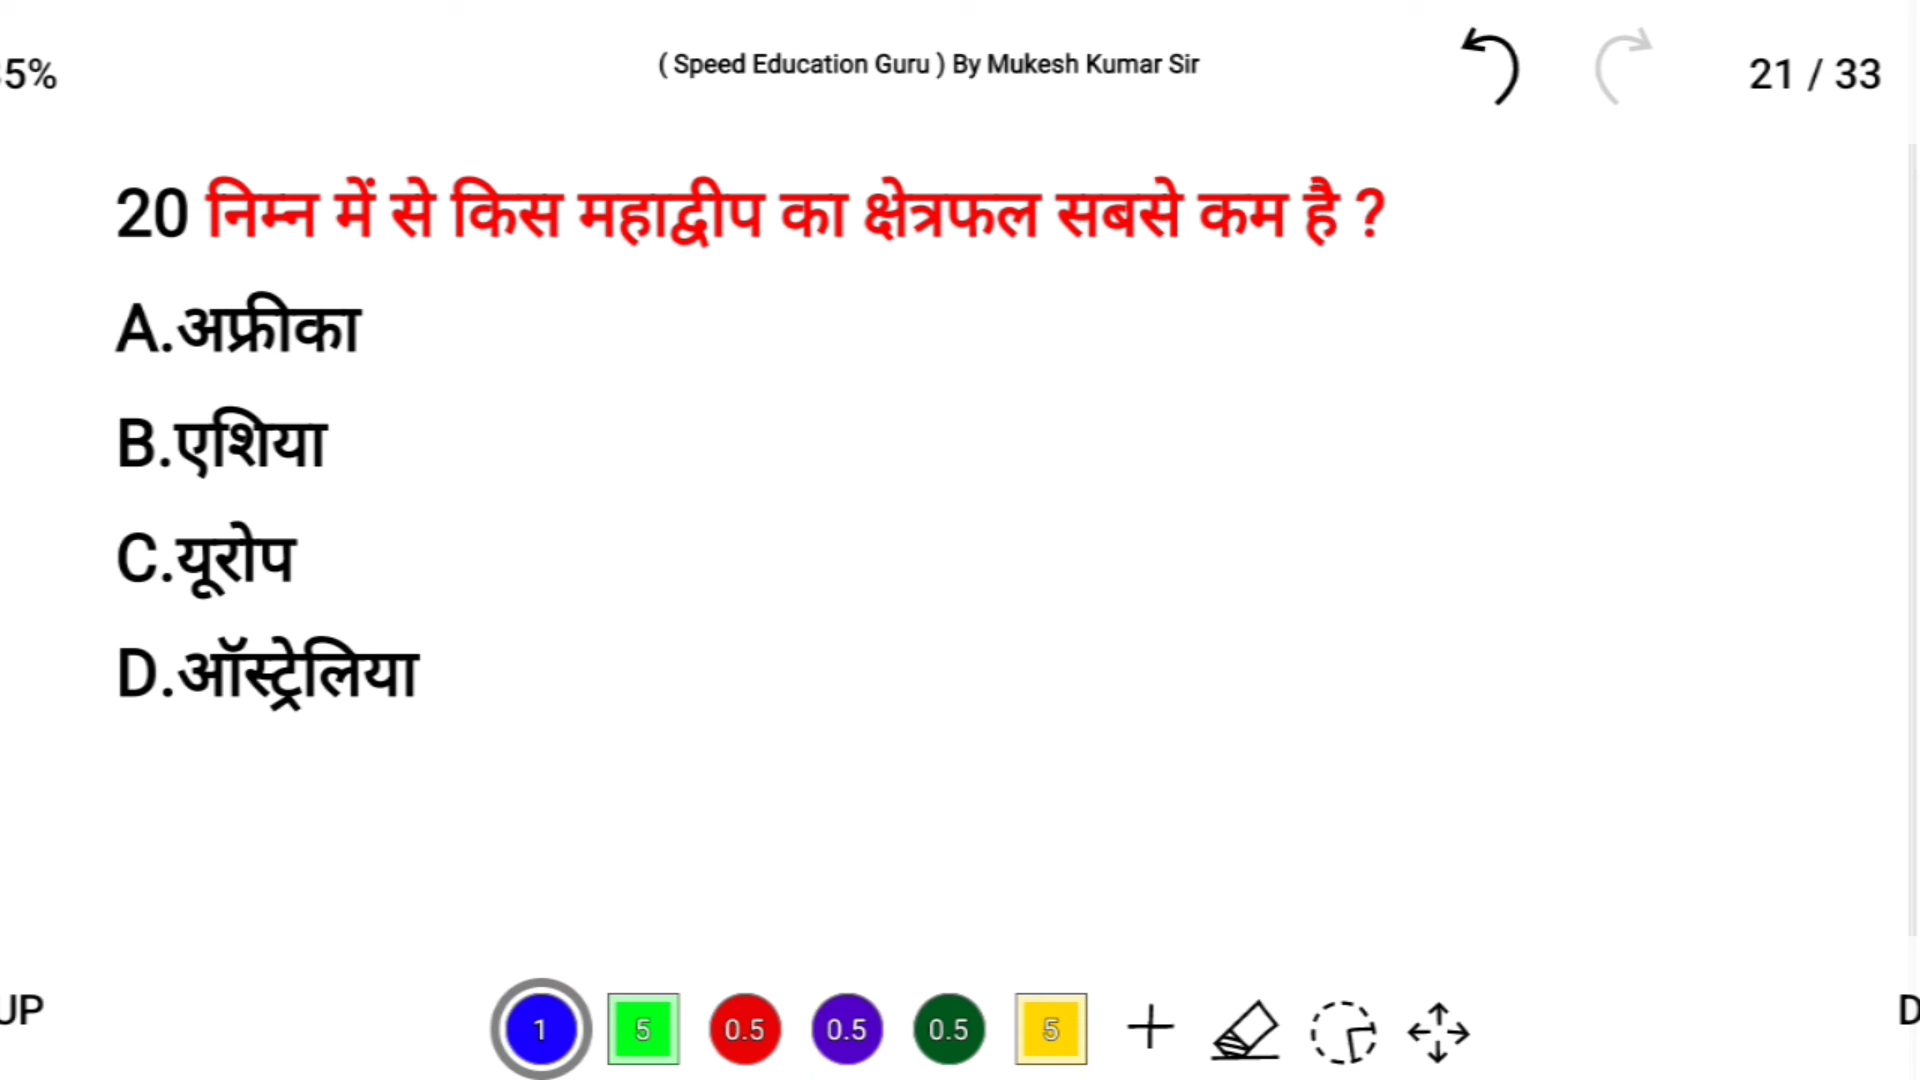 5%
( Speed Education Guru ) By Mukesh Kumar Sir
21 / 33
20 निम्न में से किस महाद्वीप का क्षेत्रफल सबसे कम है ?
A.अफ्रीका
B.एशिया
C.यूरोप
D.ऑस्ट्रेलिया
UP
D
1 5 0.5 0.5 0.5 5